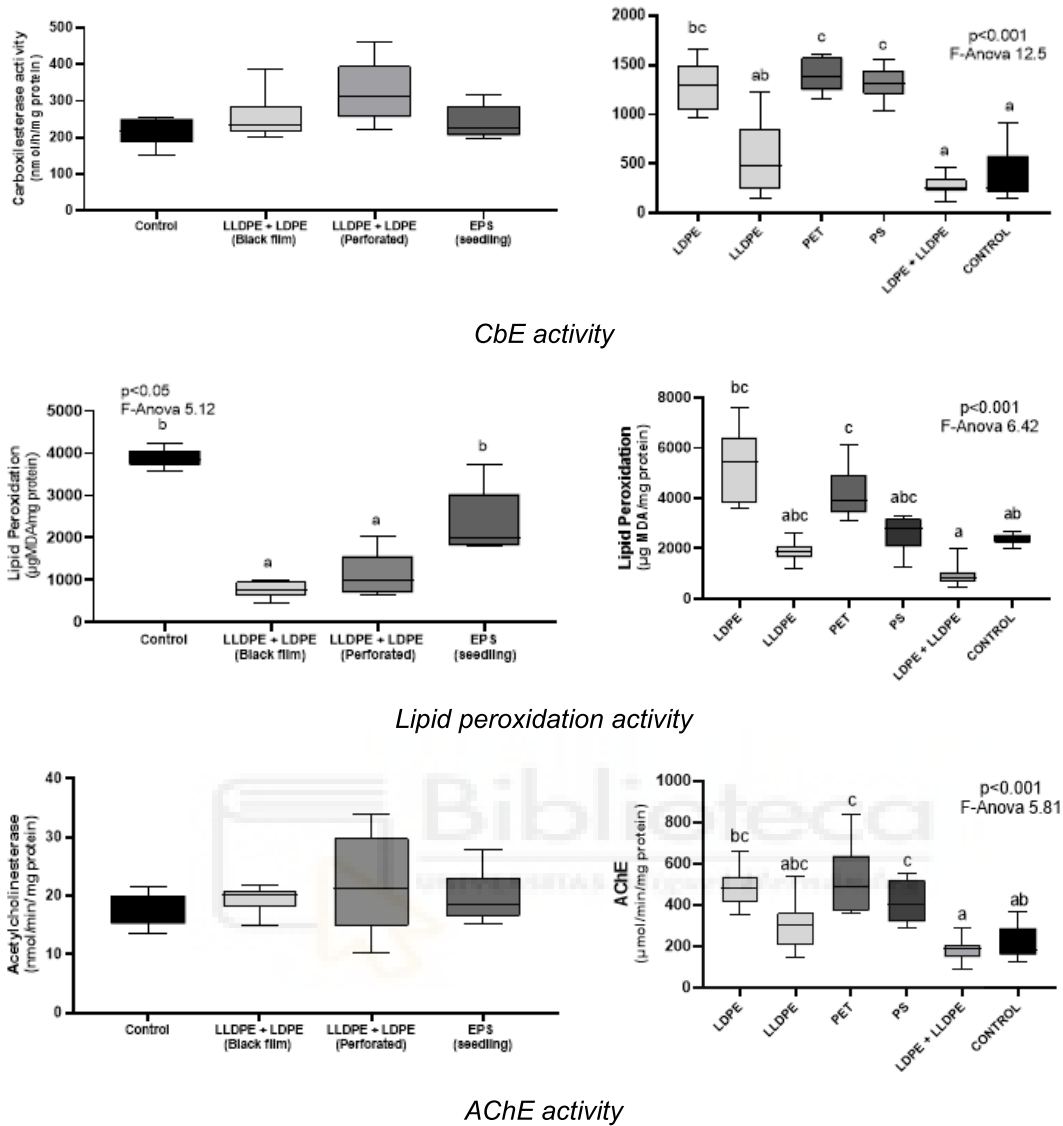 Carboxilesterase activity
(nmol/h/mg protein)
500
400
300
200
100
0
Control
LLDPE + LDPE
(Black film)
LLDPE + LDPE
(Perforated)
EPS
(seedling)
2000
1500
1000
500
0
bc
ab
c
c
a
a
p<0.001
F-Anova 12.5
LDPE
LLDPE
PET
PS
LDPE + LLDPE
CONTROL
CbE activity
Lipid Peroxidation
(µgMDA/mg protein)
5000
4000
3000
2000
1000
0
p<0.05
F-Anova 5.12
b
a
a
b
Control
LLDPE + LDPE
(Black film)
LLDPE + LDPE
(Perforated)
EPS
(seedling)
Lipid Peroxidation
(µg MDA/mg protein)
8000
6000
4000
2000
0
bc
abc
c
abc
a
ab
p<0.001
F-Anova 6.42
LDPE
LLDPE
PET
PS
LDPE + LLDPE
CONTROL
Lipid peroxidation activity
Biblioteca
Acetylcholinesterase
(nmol/min/mg protein)
40
30
20
10
0
Control
LLDPE + LDPE
(Black film)
LLDPE + LDPE
(Perforated)
EPS
(seedling)
AChE
(µmol/min/mg protein)
1000
800
600
400
200
0
bc
abc
c
c
a
ab
p<0.001
F-Anova 5.81
LDPE
LLDPE
PET
PS
LDPE + LLDPE
CONTROL
AChE activity